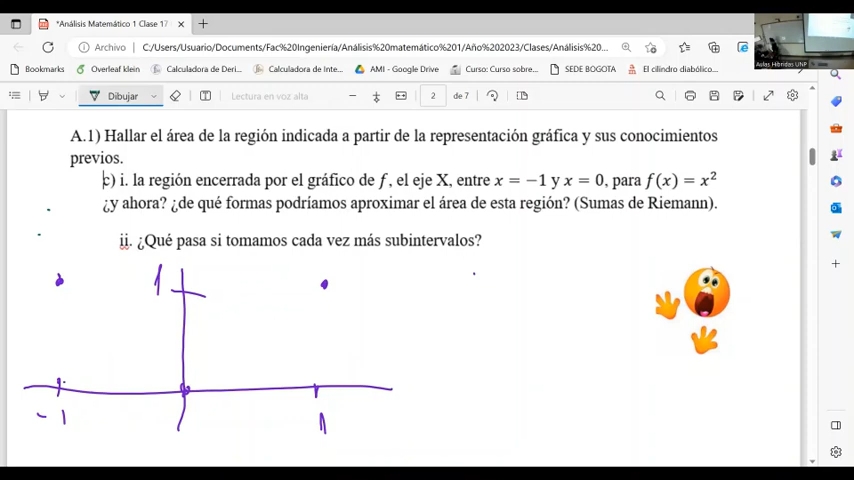 *Análisis Matemático 1 Clase 17
Archivo C:/Users/Usuario/Documents/Fac%20Ingeniería/Análisis%20matemático%201/Año%202023/Clases/Análisis%20...
Bookmarks Overleaf klein Calculadora de Deri... Calculadora de Inte... AMI - Google Drive Curso: Curso sobre... SEDE BOGOTA El cilindro diabólico...
Dibujar Lectura en voz alta 2 de 7
Aulas Híbridas UNP
A.1) Hallar el área de la región indicada a partir de la representación gráfica y sus conocimientos
previos.
c) i. la región encerrada por el gráfico de f, el eje X, entre x = −1 y x = 0, para f(x) = x²
¿y ahora? ¿de qué formas podríamos aproximar el área de esta región? (Sumas de Riemann).
ii. ¿Qué pasa si tomamos cada vez más subintervalos?
1
-1 1